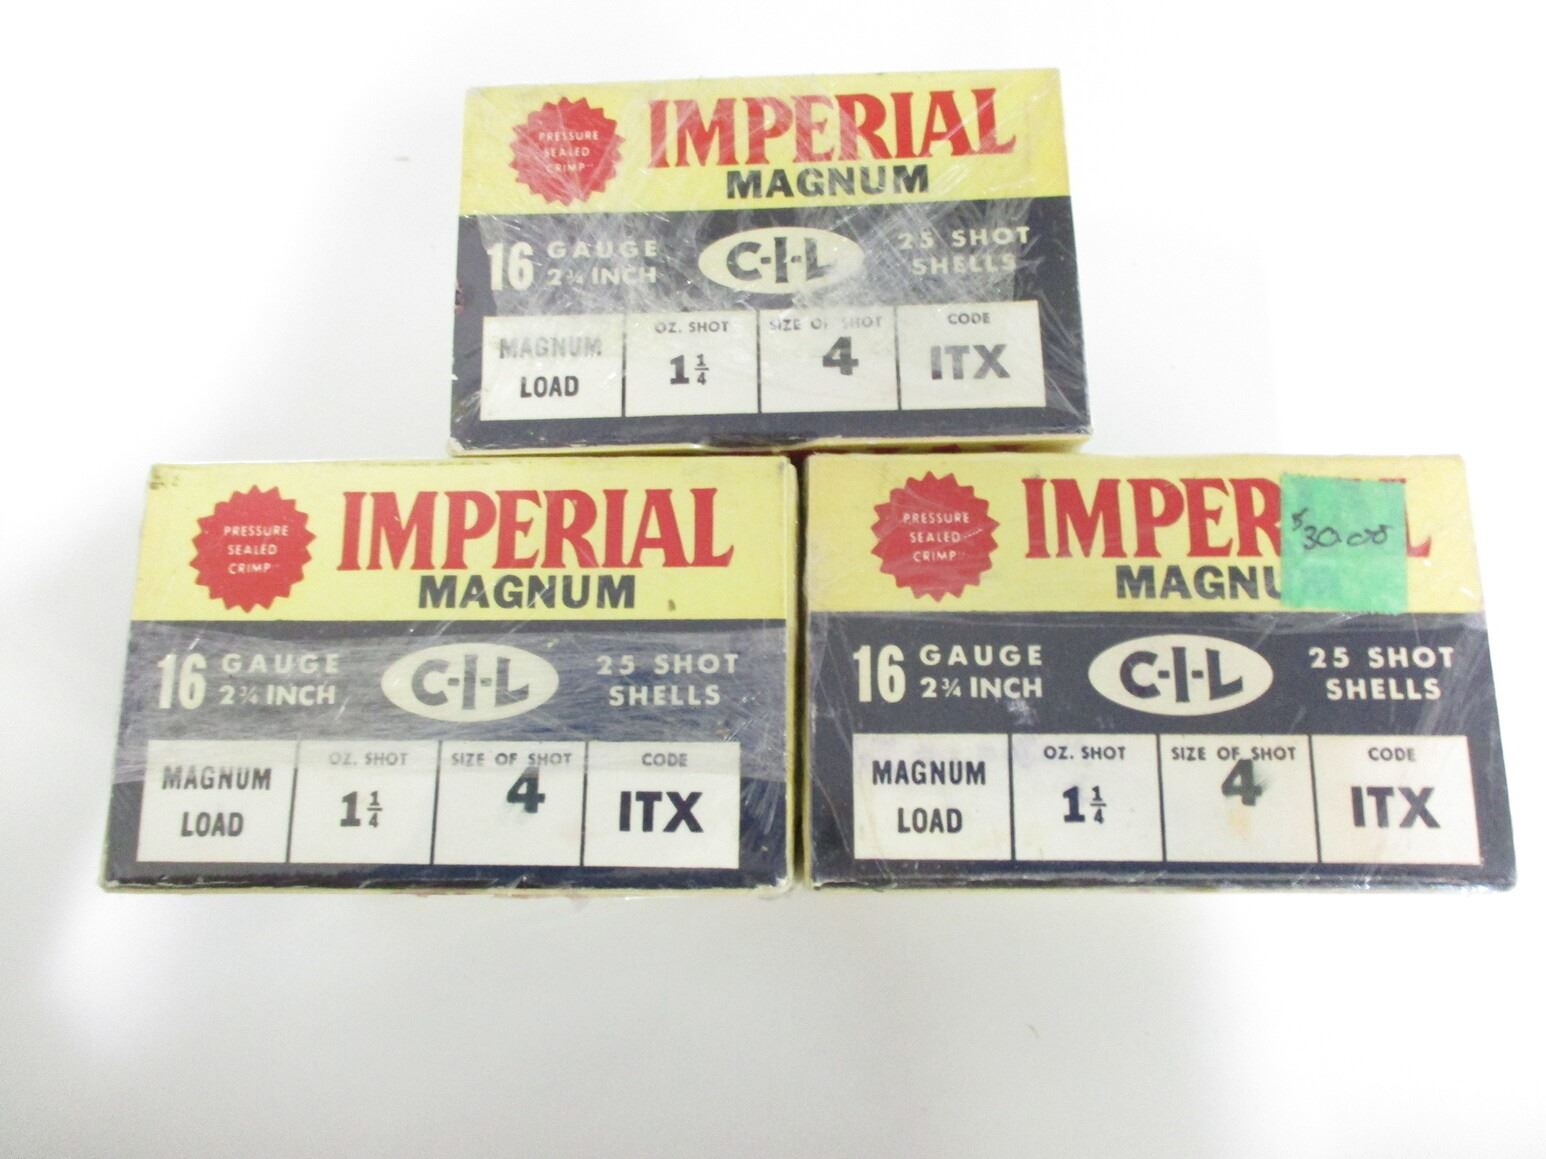 PRESSURE
SEALED
CRIMP
IMPERIAL
MAGNUM
16 GAUGE
2¾ INCH
C-I-L
25 SHOT
SHELLS
MAGNUM
LOAD
OZ. SHOT
1¼
SIZE OF SHOT
4
CODE
ITX
PRESSURE
SEALED
CRIMP
IMPERIAL
MAGNUM
16 GAUGE
2¾ INCH
C-I-L
25 SHOT
SHELLS
MAGNUM
LOAD
OZ. SHOT
1¼
SIZE OF SHOT
4
CODE
ITX
PRESSURE
SEALED
CRIMP
IMPER L
$30.00
MAGNU
16 GAUGE
2¾ INCH
C-I-L
25 SHOT
SHELLS
MAGNUM
LOAD
OZ. SHOT
1¼
SIZE OF SHOT
4
CODE
ITX